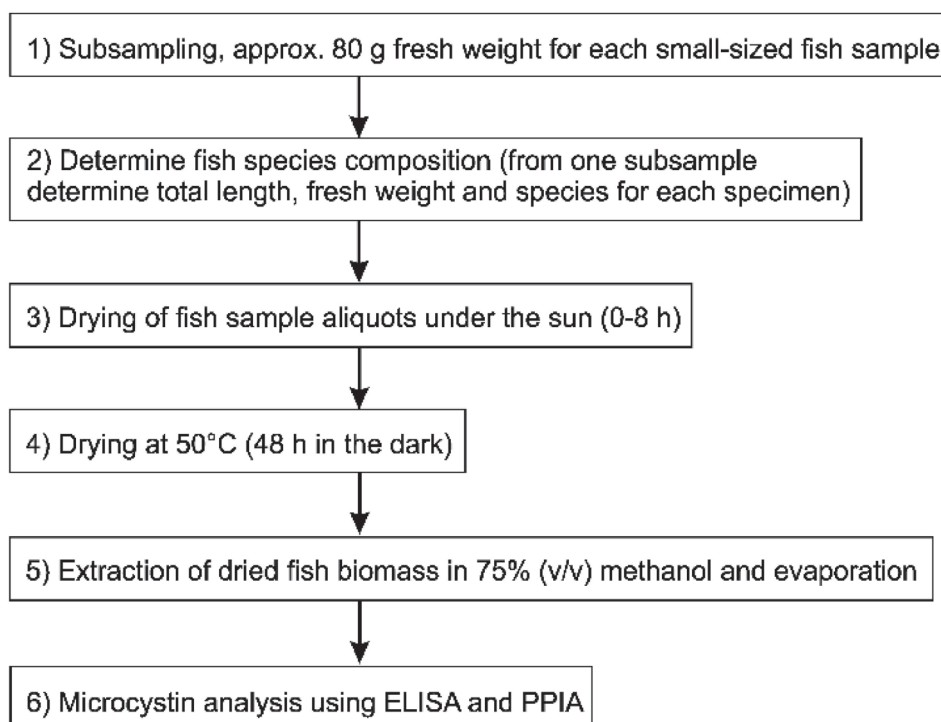 1) Subsampling, approx. 80 g fresh weight for each small-sized fish sample
2) Determine fish species composition (from one subsample
determine total length, fresh weight and species for each specimen)
3) Drying of fish sample aliquots under the sun (0-8 h)
4) Drying at 50°C (48 h in the dark)
5) Extraction of dried fish biomass in 75% (v/v) methanol and evaporation
6) Microcystin analysis using ELISA and PPIA